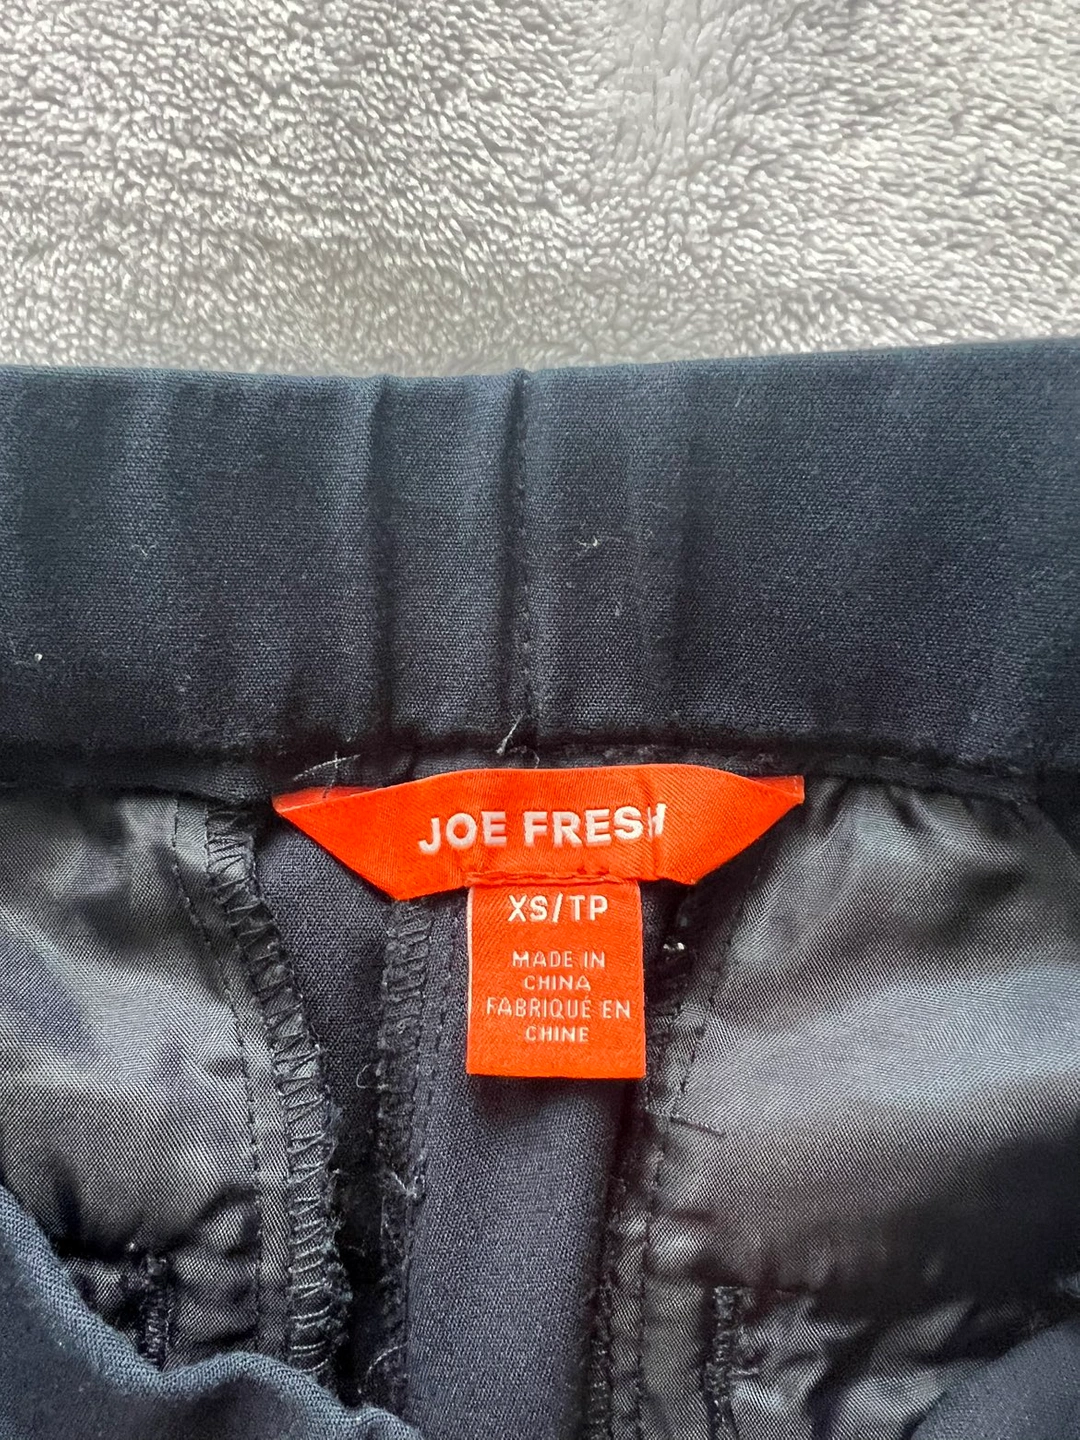 JOE FRESH
XS/TP
MADE IN
CHINA
FABRIQUÉ EN
CHINE